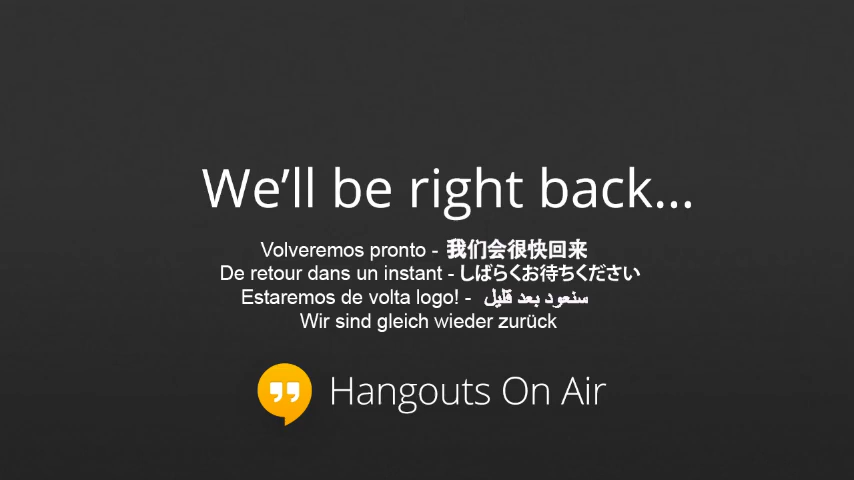 We'll be right back...
Volveremos pronto - 我们会很快回来
De retour dans un instant - しばらくお待ちください
Estaremos de volta logo! - سنعود بعد قليل
Wir sind gleich wieder zurück
Hangouts On Air